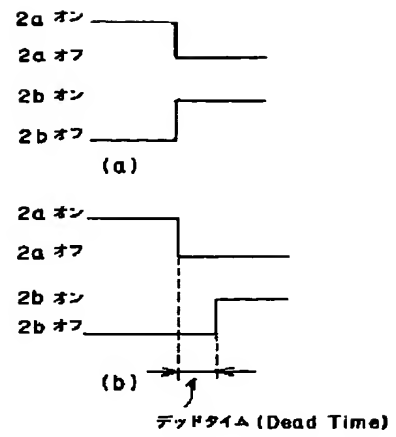 2a オン
2a オフ
2b オン
2b オフ
(a)
2a オン
2a オフ
2b オン
2b オフ
(b)
デッドタイム (Dead Time)